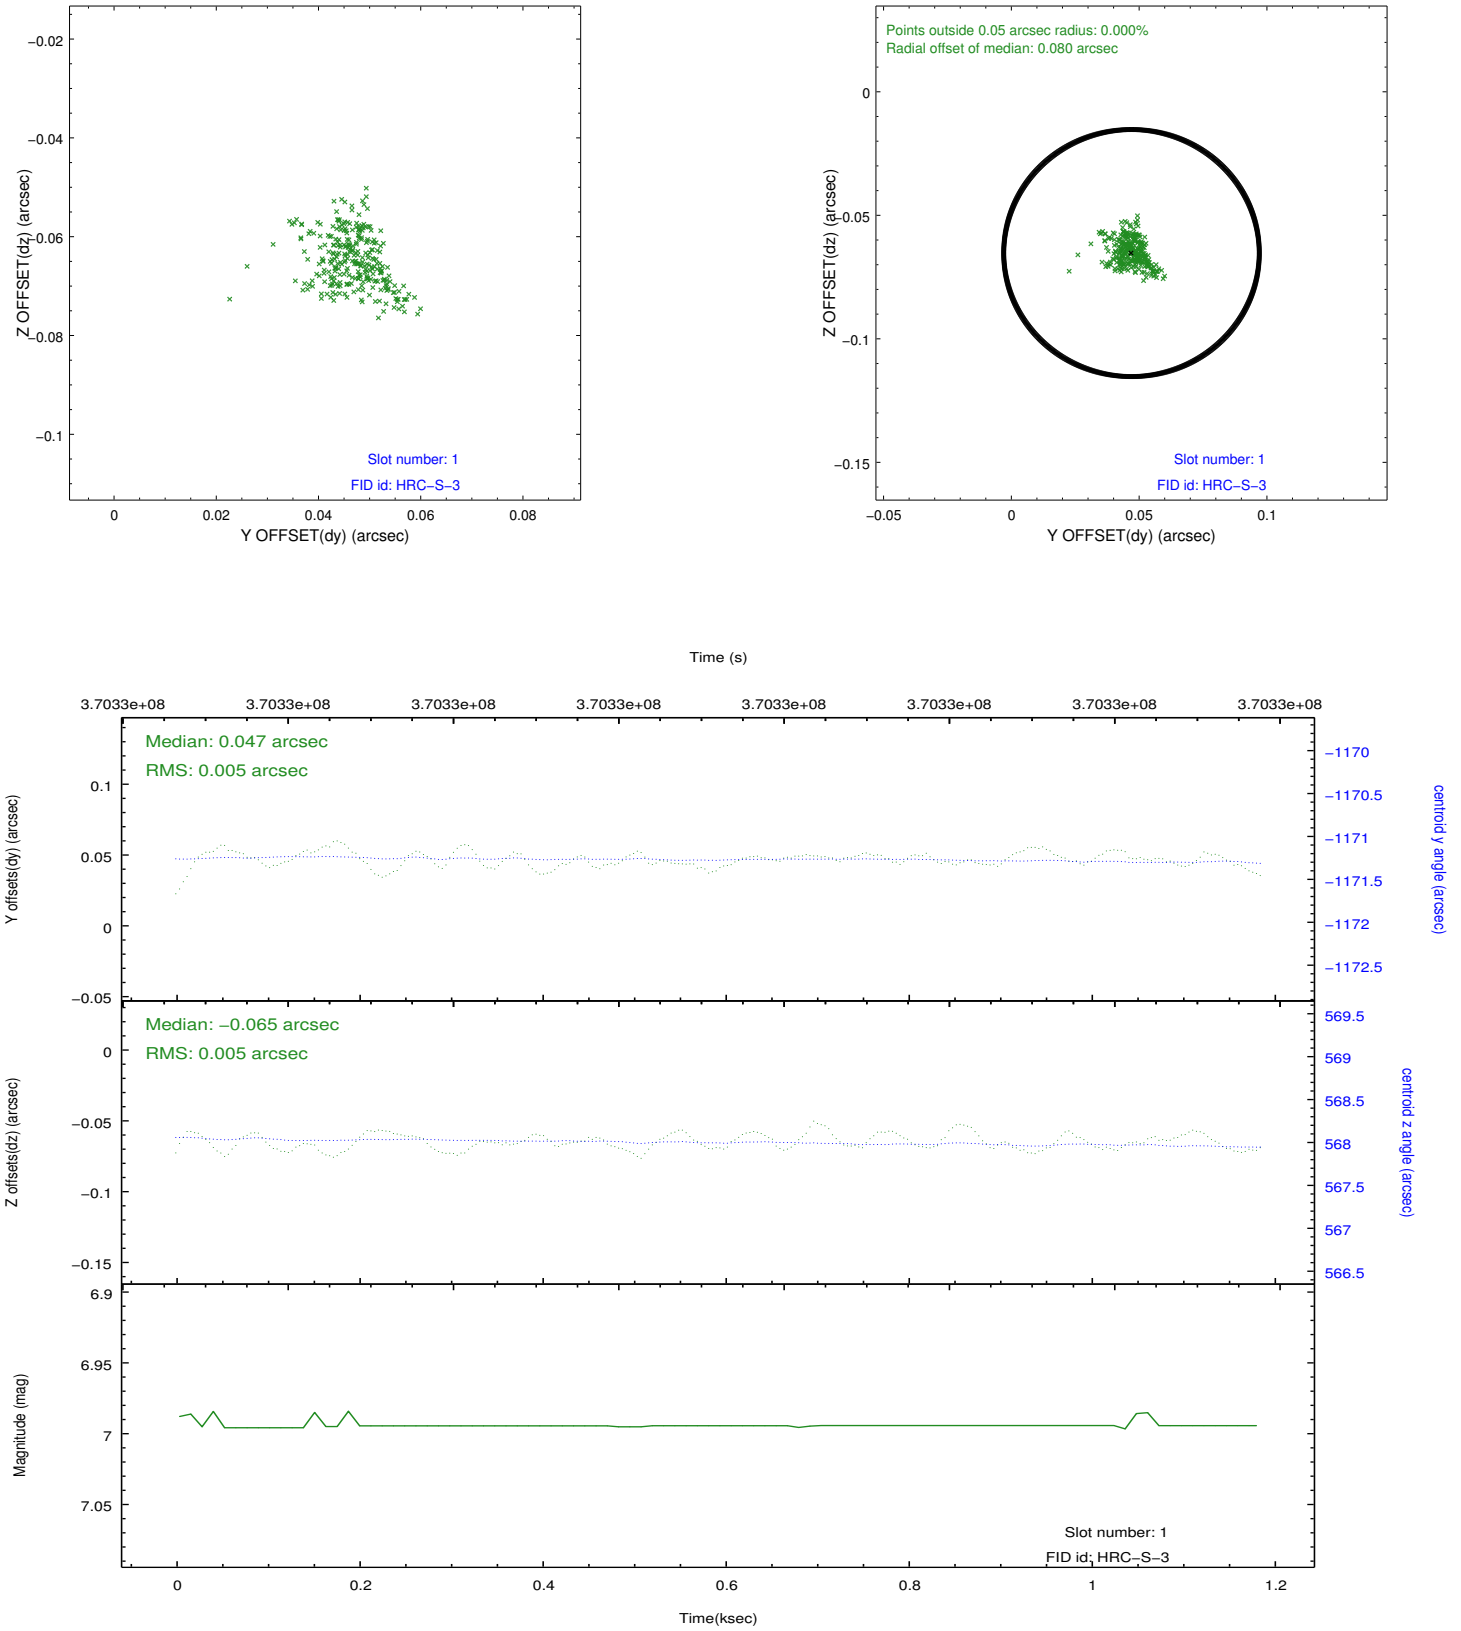 −0.02
−0.04
−0.06
−0.08
−0.1
Z OFFSET(dz) (arcsec)
Slot number: 1
FID id: HRC−S−3
0 0.02 0.04 0.06 0.08
Y OFFSET(dy) (arcsec)
Points outside 0.05 arcsec radius: 0.000%
Radial offset of median: 0.080 arcsec
0
−0.05
−0.1
−0.15
Z OFFSET(dz) (arcsec)
Slot number: 1
FID id: HRC−S−3
−0.05 0 0.05 0.1
Y OFFSET(dy) (arcsec)
Time (s)
3.7033e+08 3.7033e+08 3.7033e+08 3.7033e+08 3.7033e+08 3.7033e+08 3.7033e+08 3.7033e+08
Median: 0.047 arcsec
RMS: 0.005 arcsec
0.1
0.05
0
−0.05
Y offsets(dy) (arcsec)
−1170
−1170.5
−1171
−1171.5
−1172
−1172.5
centroid y angle (arcsec)
Median: −0.065 arcsec
RMS: 0.005 arcsec
0
−0.05
−0.1
−0.15
Z offsets(dz) (arcsec)
569.5
569
568.5
568
567.5
567
566.5
centroid z angle (arcsec)
6.9
6.95
7
7.05
Magnitude (mag)
Slot number: 1
FID id: HRC−S−3
0 0.2 0.4 0.6 0.8 1 1.2
Time(ksec)